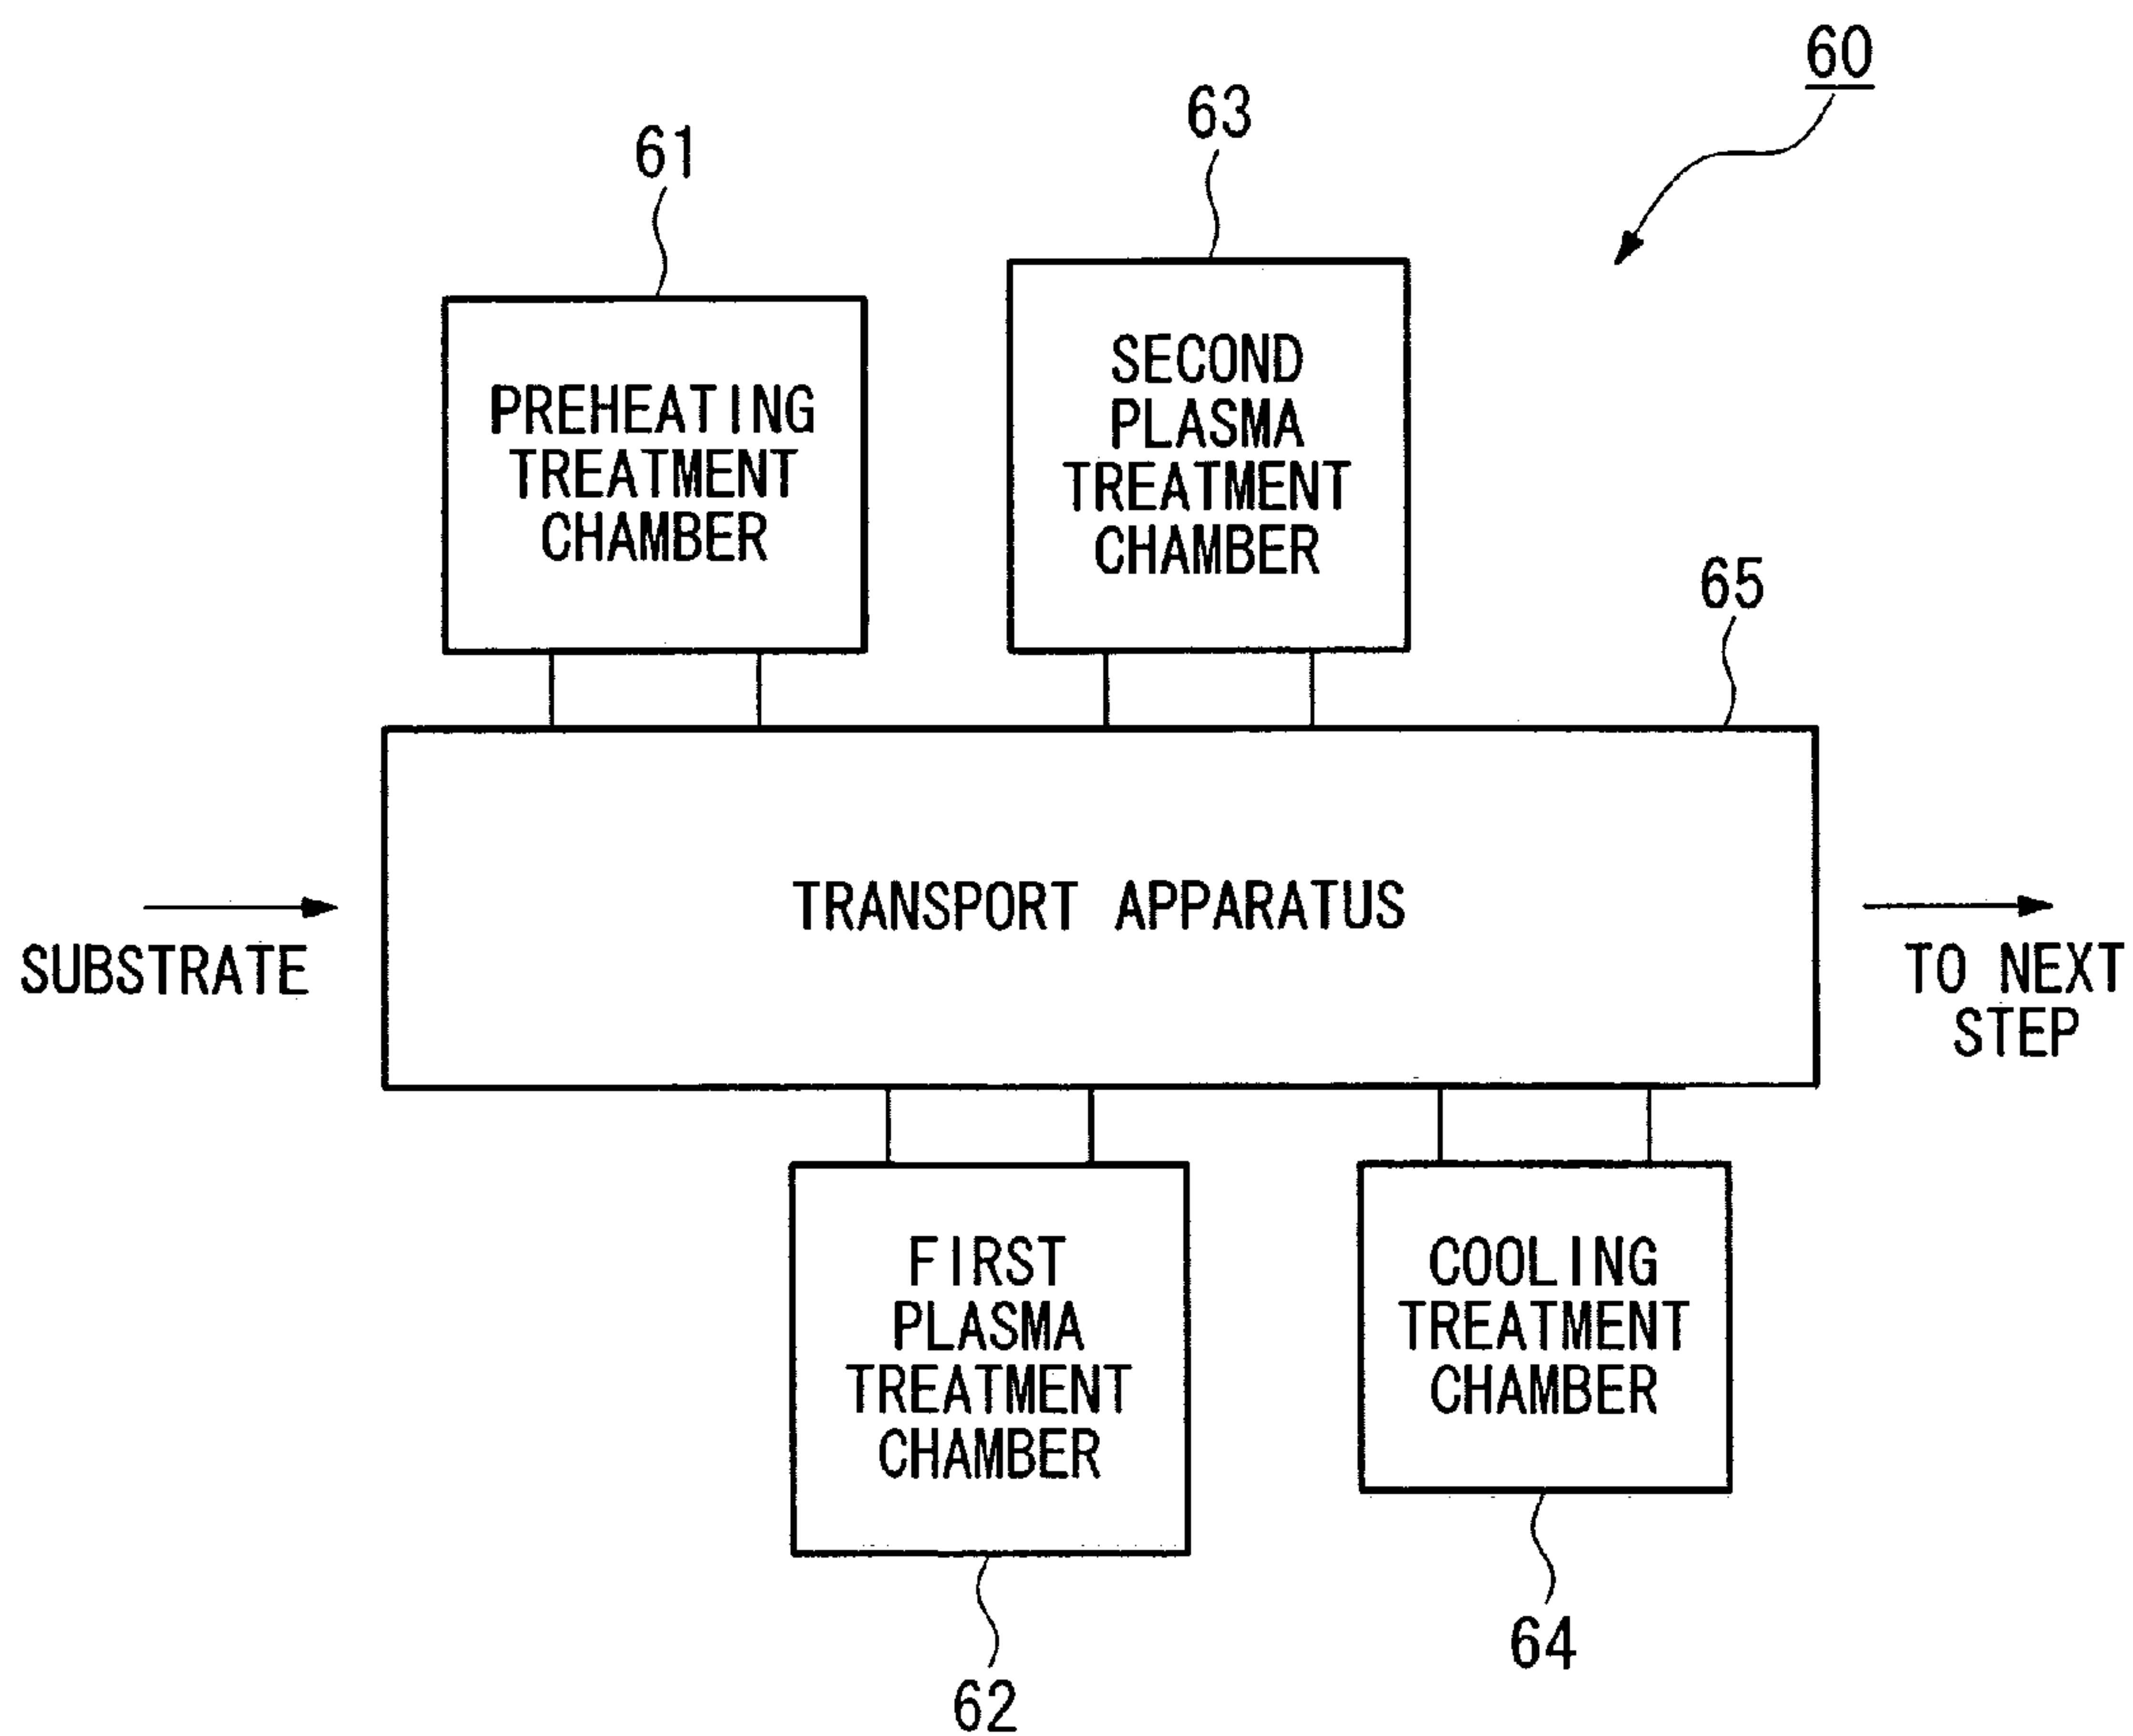 60
63
61
SECOND
PLASMA
TREATMENT
CHAMBER
PREHEATING
TREATMENT
CHAMBER
65
TRANSPORT APPARATUS
SUBSTRATE
TO NEXT
STEP
FIRST
PLASMA
TREATMENT
CHAMBER
COOLING
TREATMENT
CHAMBER
64
62